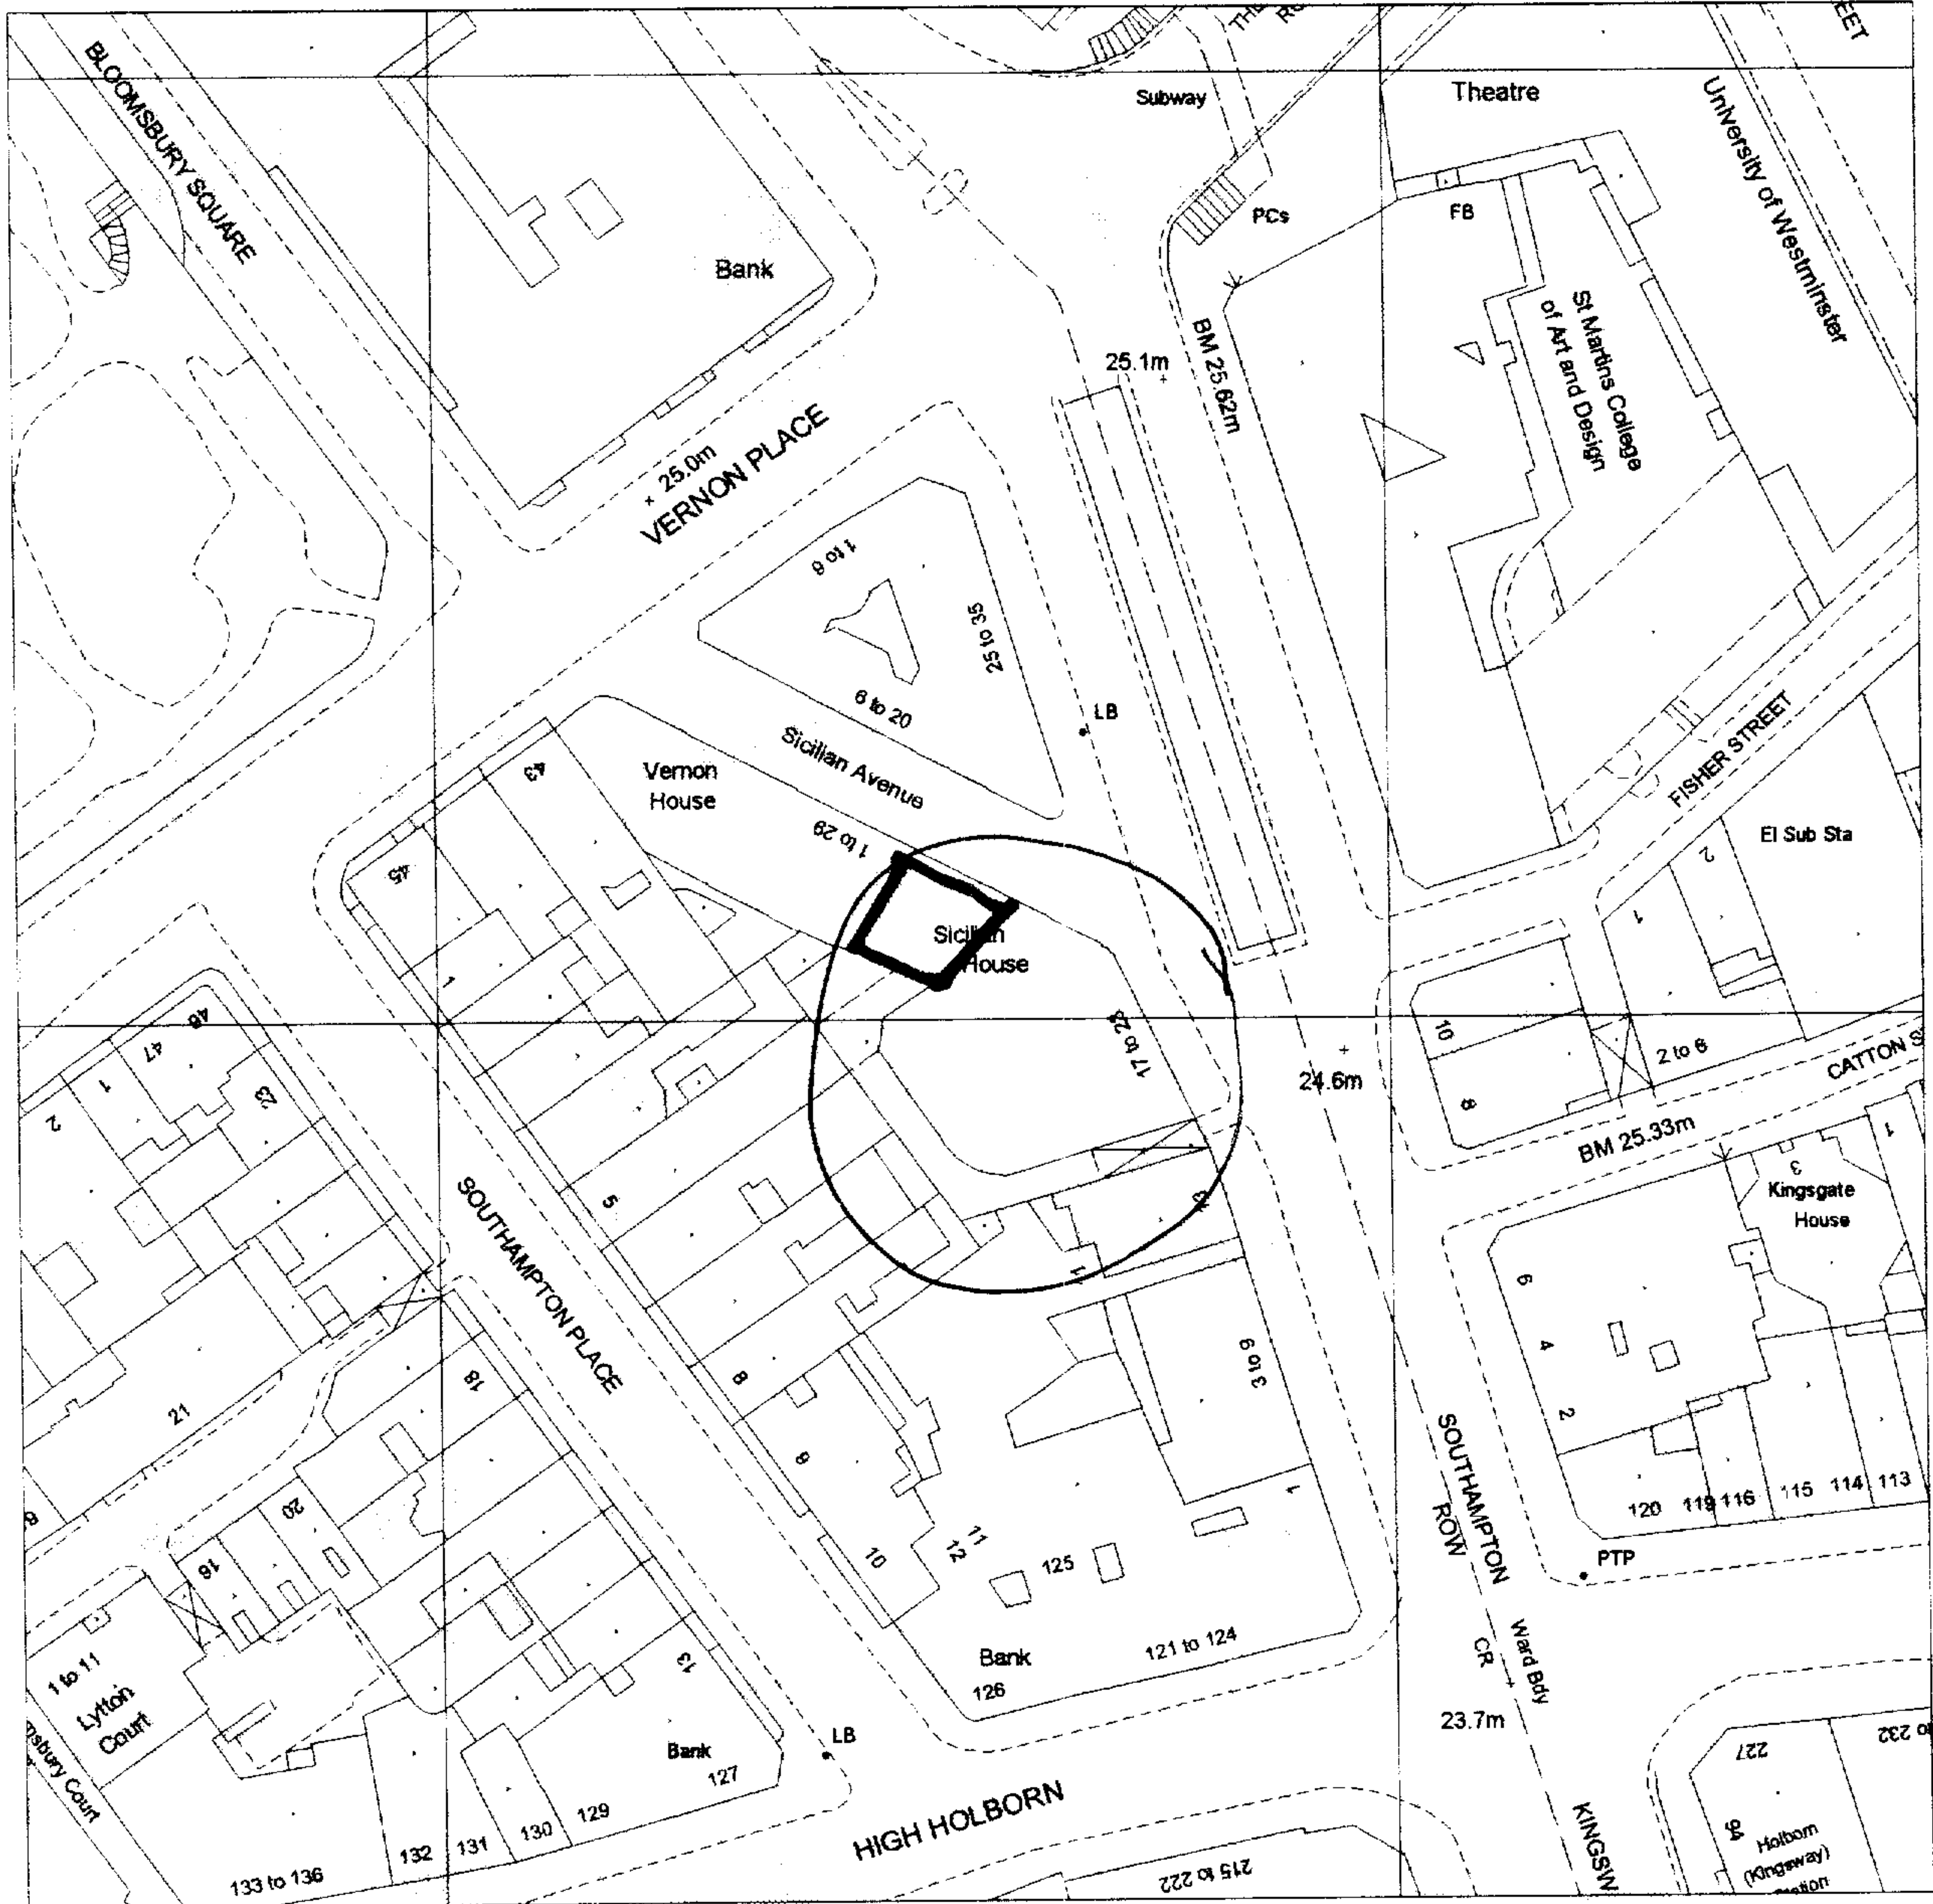 BLOOMSBURY SQUARE
Subway
Theatre
University of Westminster
PCs
FB
Bank
St Martins College
of Art and Design
25.1m
BM 25.62m
25.0m
VERNON PLACE
1 to 6
25 to 35
6 to 20
LB
Sicilian Avenue
FISHER STREET
Vernon
House
43
1 to 29
El Sub Sta
2
45
1
Sicilian
House
1
48
47
1
2
23
17 to 23
10
8
2 to 6
24.6m
BM 25.33m
1
3
Kingsgate
House
5
SOUTHAMPTON PLACE
1
6
4
2
3 to 9
8
18
21
9
1
SOUTHAMPTON
ROW
120
119
116
115
114
113
20
16
10
11
12
125
PTP
Bank
126
121 to 124
CR
Ward Bdy
1 to 11
Lytton
Court
13
23.7m
Bank
127
LB
227
HIGH HOLBORN
129
130
131
132
133 to 136
215 to 222
Holborn
(Kingsway)